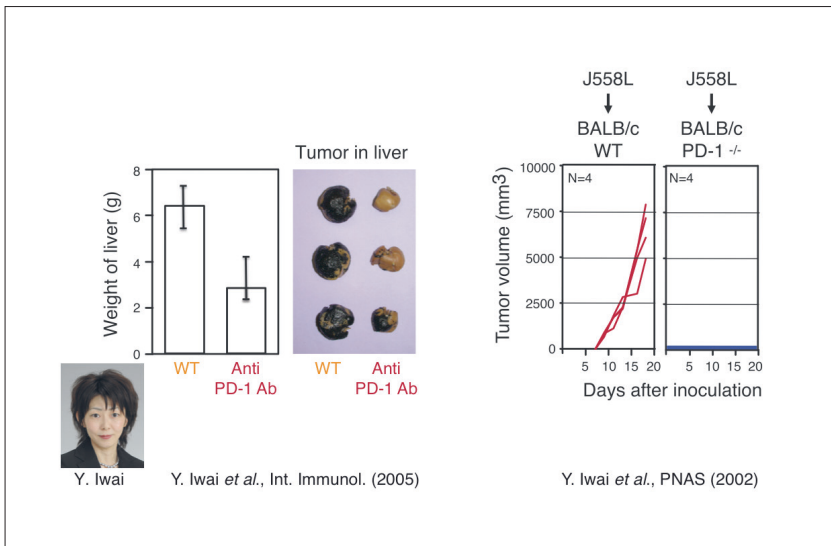 J558L
J558L
BALB/c
WT
BALB/c
PD-1 -/-
Tumor in liver
Weight of liver (g)
8
6
4
2
0
WT
Anti
PD-1 Ab
WT
Anti
PD-1 Ab
Tumor volume (mm3)
10000
7500
5000
2500
0
N=4
N=4
5 10 15 20
5 10 15 20
Days after inoculation
Y. Iwai
Y. Iwai et al., Int. Immunol. (2005)
Y. Iwai et al., PNAS (2002)